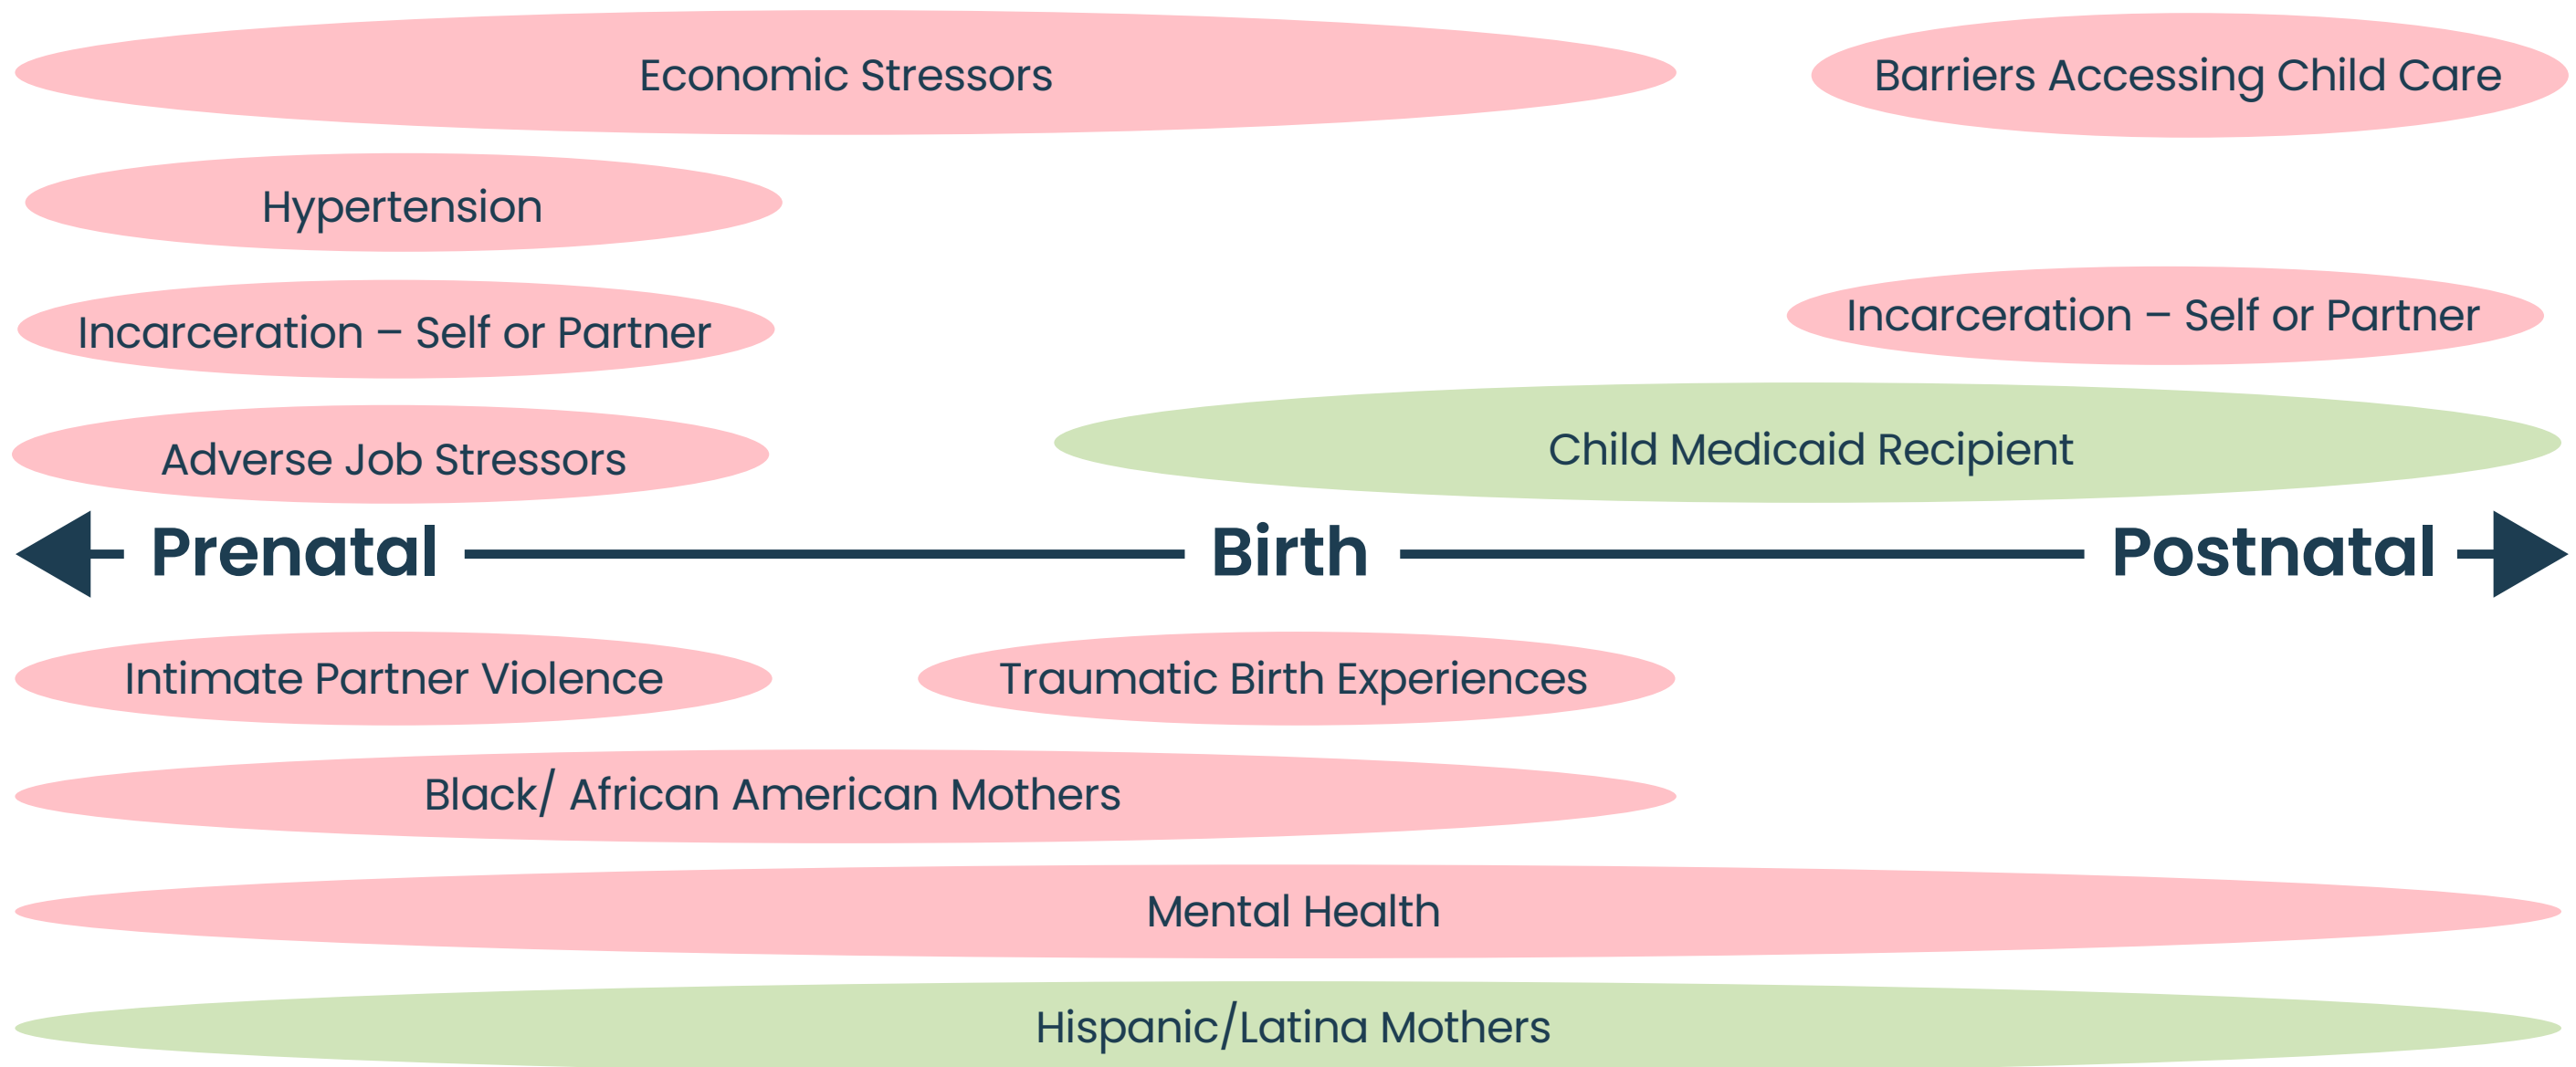 Economic Stressors
Barriers Accessing Child Care
Hypertension
Incarceration – Self or Partner
Incarceration – Self or Partner
Adverse Job Stressors
Child Medicaid Recipient
Prenatal
Birth
Postnatal
Intimate Partner Violence
Traumatic Birth Experiences
Black/ African American Mothers
Mental Health
Hispanic/Latina Mothers